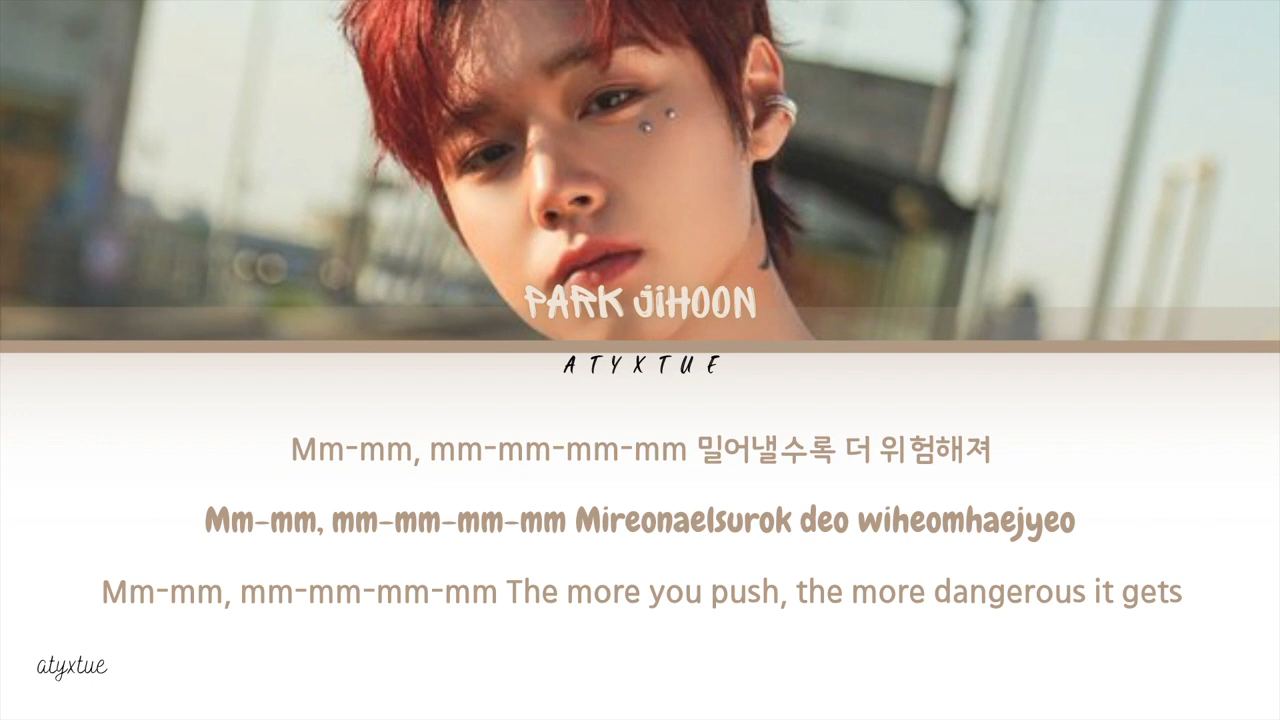 PARK JiHOON
ATYXTUE
Mm-mm, mm-mm-mm-mm 밀어낼수록 더 위험해져
Mm-mm, mm-mm-mm-mm Mireonaelsurok deo wiheomhaejyeo
Mm-mm, mm-mm-mm-mm The more you push, the more dangerous it gets
atyxtue